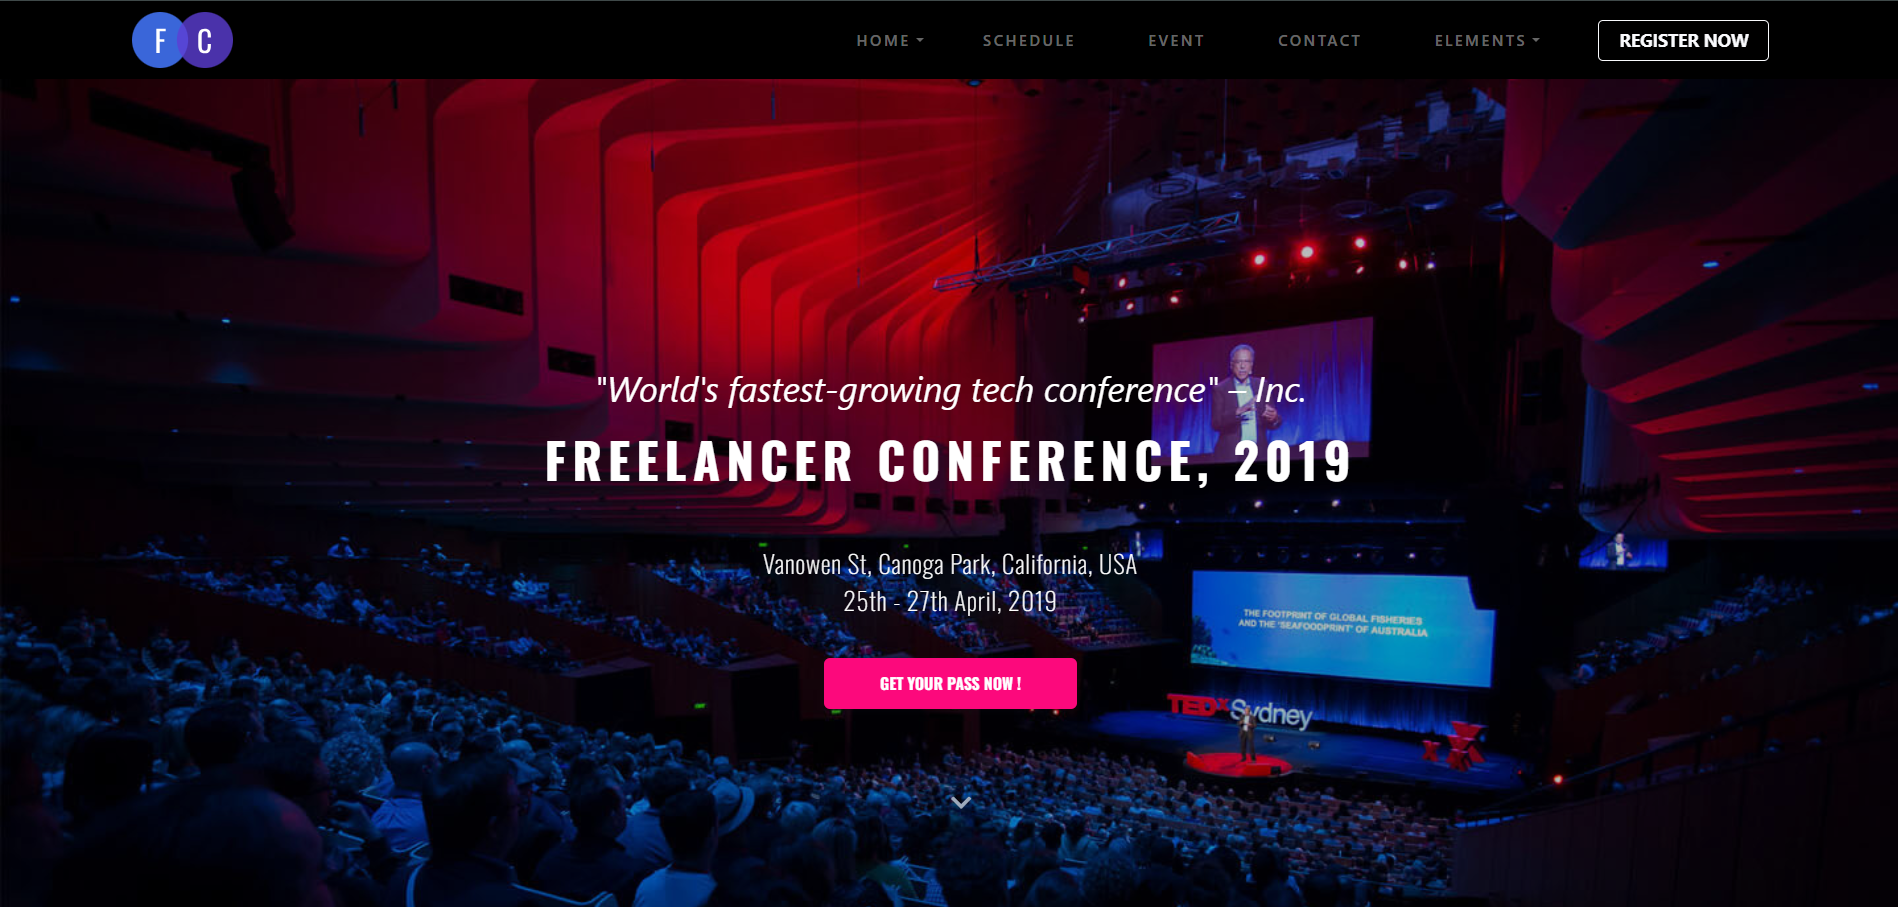 F C
HOME
SCHEDULE
EVENT
CONTACT
ELEMENTS
REGISTER NOW
"World's fastest-growing tech conference" – Inc.
FREELANCER CONFERENCE, 2019
Vanowen St, Canoga Park, California, USA
25th - 27th April, 2019
THE FOOTPRINT OF GLOBAL FISHERIES
AND THE 'SEAFOODPRINT' OF AUSTRALIA
GET YOUR PASS NOW !
TEDx Sydney